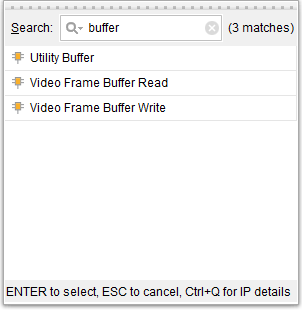 Search: buffer (3 matches)
Utility Buffer
Video Frame Buffer Read
Video Frame Buffer Write
ENTER to select, ESC to cancel, Ctrl+Q for IP details